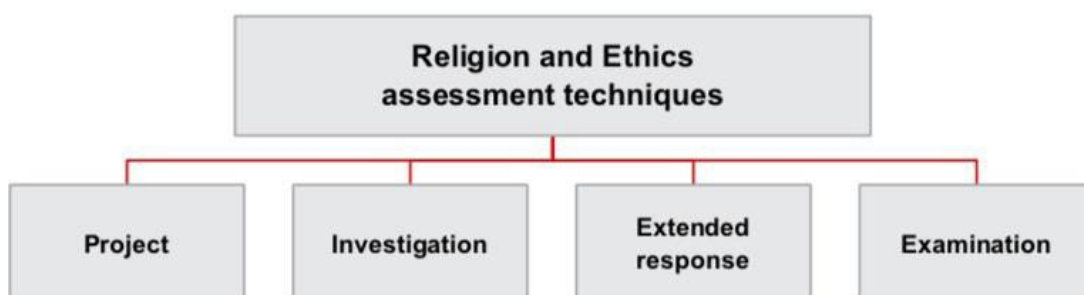 Religion and Ethics
assessment techniques
Project
Investigation
Extended
response
Examination